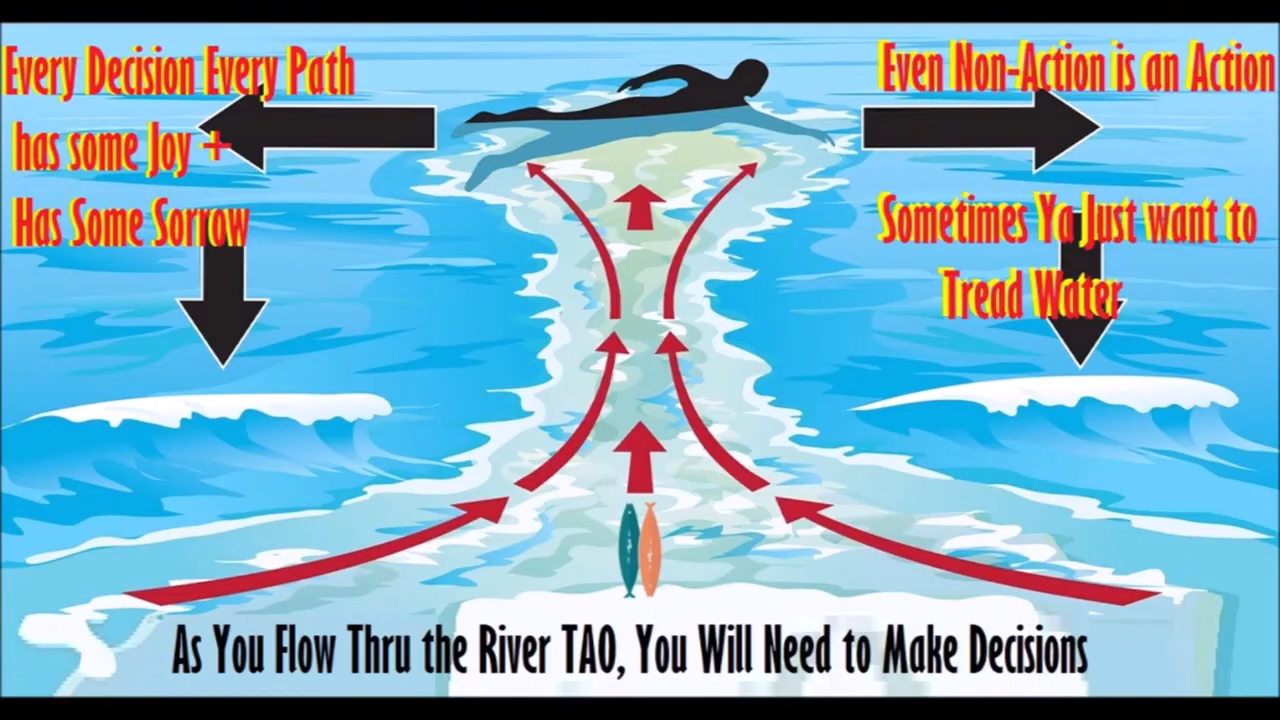 Every Decision Every Path
has some Joy +
Has Some Sorrow
Even Non-Action is an Action
Sometimes Ya Just want to
Tread Water
As You Flow Thru the River TAO, You Will Need to Make Decisions